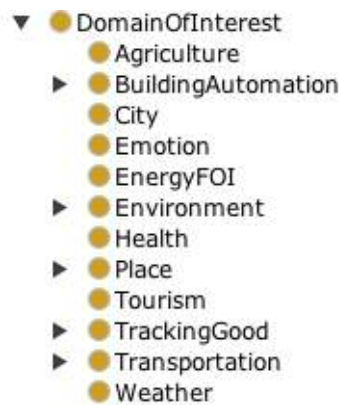 DomainOfInterest
Agriculture
BuildingAutomation
City
Emotion
EnergyFOI
Environment
Health
Place
Tourism
TrackingGood
Transportation
Weather